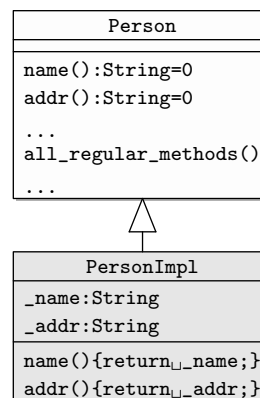 Person
name():String=0
addr():String=0
...
all_regular_methods()
...
PersonImpl
_name:String
_addr:String
name(){return␣_name;}
addr(){return␣_addr;}